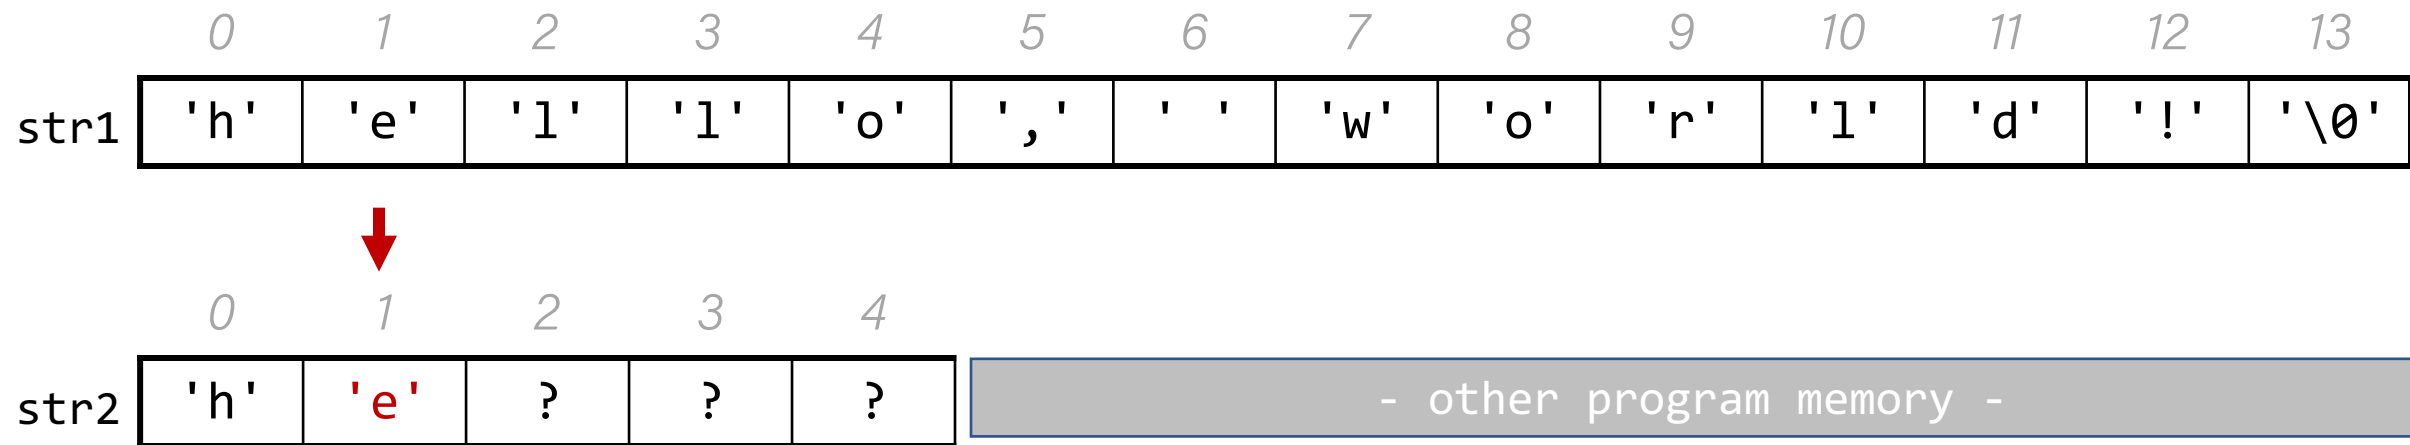 0 1 2 3 4 5 6 7 8 9 10 11 12 13
str1 'h' 'e' 'l' 'l' 'o' ',' ' ' 'w' 'o' 'r' 'l' 'd' '!' '\0'
0 1 2 3 4
str2 'h' 'e' ? ? ? - other program memory -